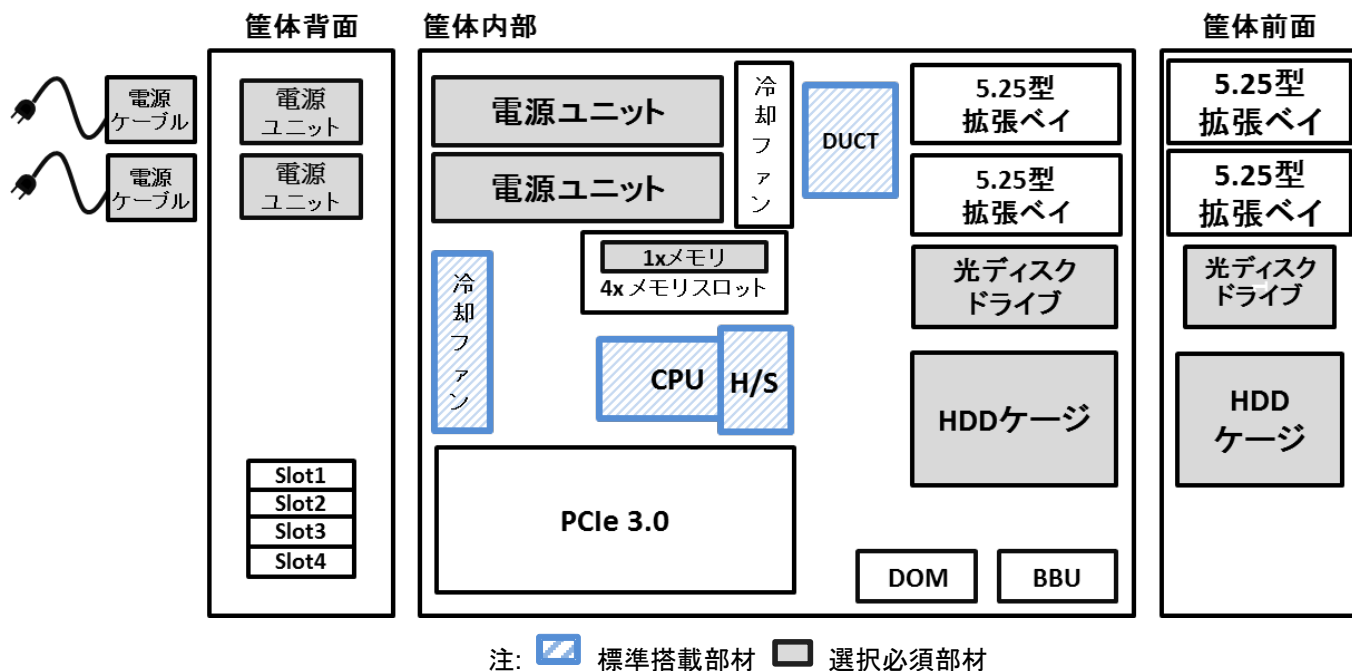 筐体背面
筐体内部
筐体前面
電源
ケーブル
電源
ケーブル
電源
ユニット
電源
ユニット
Slot1
Slot2
Slot3
Slot4
電源ユニット
電源ユニット
冷却ファン
DUCT
5.25型
拡張ベイ
5.25型
拡張ベイ
1xメモリ
4xメモリスロット
冷却ファン
CPU
H/S
光ディスク
ドライブ
HDDケージ
PCIe 3.0
DOM
BBU
5.25型
拡張ベイ
5.25型
拡張ベイ
光ディスク
ドライブ
HDD
ケージ
注: 標準搭載部材 選択必須部材